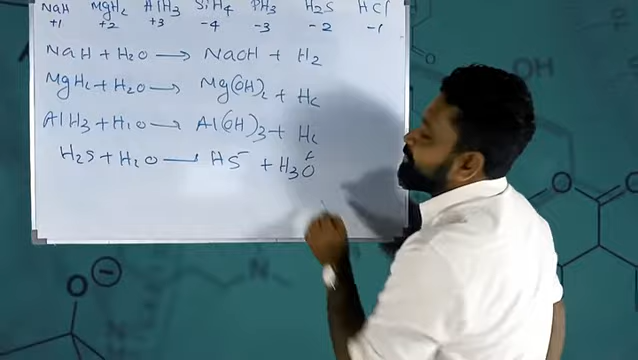 NaH MgH₂ AlH₃ SiH₄ PH₃ H₂S HCl
+1 +2 +3 -4 -3 -2 -1
NaH + H₂O → NaOH + H₂
MgH₂ + H₂O → Mg(OH)₂ + H₂
AlH₃ + H₂O → Al(OH)₃ + H₂
H₂S + H₂O → HS⁻ + H₃O⁺
OH
O
O
O⁻
N